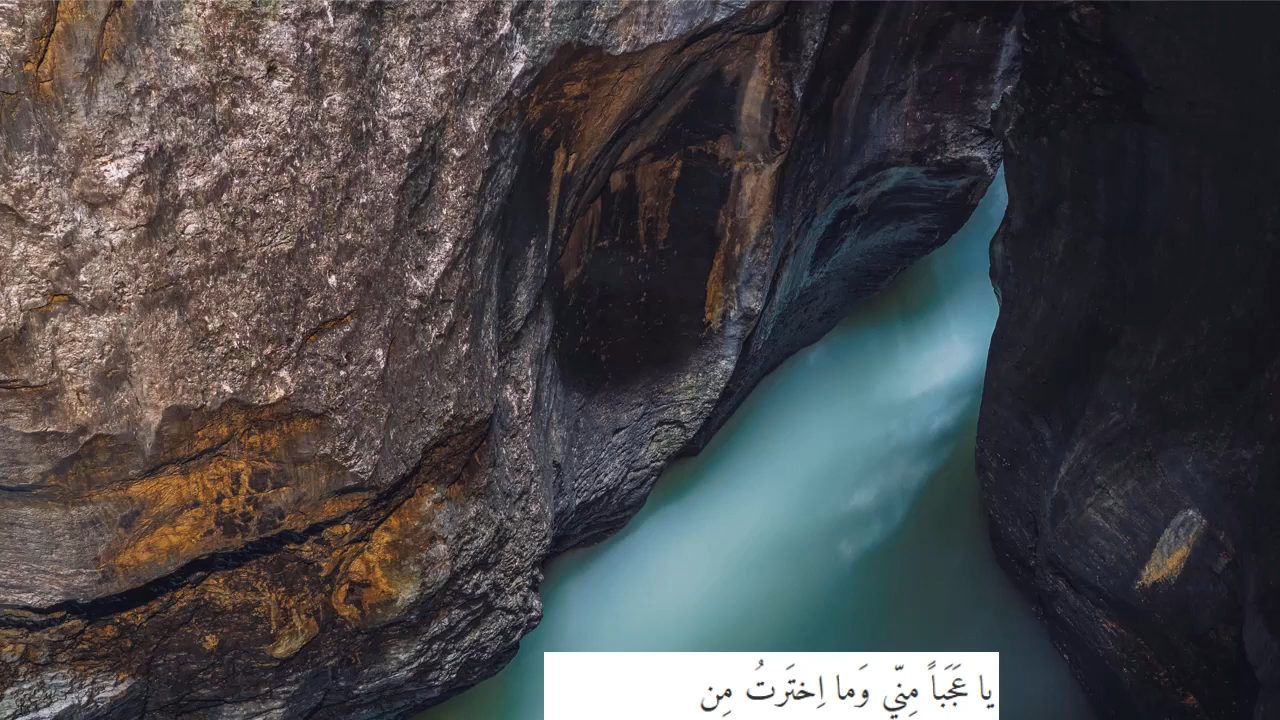 يا عَجَباً مِنّي وَما اِختَرتُ مِن